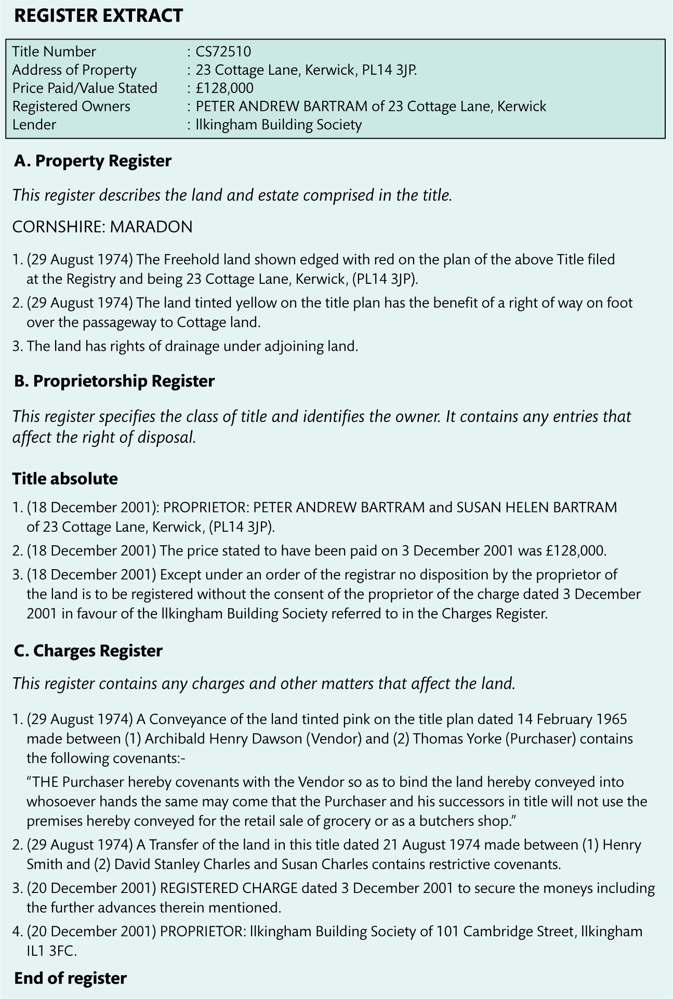 REGISTER EXTRACT
Title Number : CS72510
Address of Property : 23 Cottage Lane, Kerwick, PL14 3JP.
Price Paid/Value Stated : £128,000
Registered Owners : PETER ANDREW BARTRAM of 23 Cottage Lane, Kerwick
Lender : llkingham Building Society
A. Property Register
This register describes the land and estate comprised in the title.
CORNSHIRE: MARADON
1. (29 August 1974) The Freehold land shown edged with red on the plan of the above Title filed
at the Registry and being 23 Cottage Lane, Kerwick, (PL14 3JP).
2. (29 August 1974) The land tinted yellow on the title plan has the benefit of a right of way on foot
over the passageway to Cottage land.
3. The land has rights of drainage under adjoining land.
B. Proprietorship Register
This register specifies the class of title and identifies the owner. It contains any entries that
affect the right of disposal.
Title absolute
1. (18 December 2001): PROPRIETOR: PETER ANDREW BARTRAM and SUSAN HELEN BARTRAM
of 23 Cottage Lane, Kerwick, (PL14 3JP).
2. (18 December 2001) The price stated to have been paid on 3 December 2001 was £128,000.
3. (18 December 2001) Except under an order of the registrar no disposition by the proprietor of
the land is to be registered without the consent of the proprietor of the charge dated 3 December
2001 in favour of the llkingham Building Society referred to in the Charges Register.
C. Charges Register
This register contains any charges and other matters that affect the land.
1. (29 August 1974) A Conveyance of the land tinted pink on the title plan dated 14 February 1965
made between (1) Archibald Henry Dawson (Vendor) and (2) Thomas Yorke (Purchaser) contains
the following covenants:-
“THE Purchaser hereby covenants with the Vendor so as to bind the land hereby conveyed into
whosoever hands the same may come that the Purchaser and his successors in title will not use the
premises hereby conveyed for the retail sale of grocery or as a butchers shop.”
2. (29 August 1974) A Transfer of the land in this title dated 21 August 1974 made between (1) Henry
Smith and (2) David Stanley Charles and Susan Charles contains restrictive covenants.
3. (20 December 2001) REGISTERED CHARGE dated 3 December 2001 to secure the moneys including
the further advances therein mentioned.
4. (20 December 2001) PROPRIETOR: llkingham Building Society of 101 Cambridge Street, llkingham
IL1 3FC.
End of register